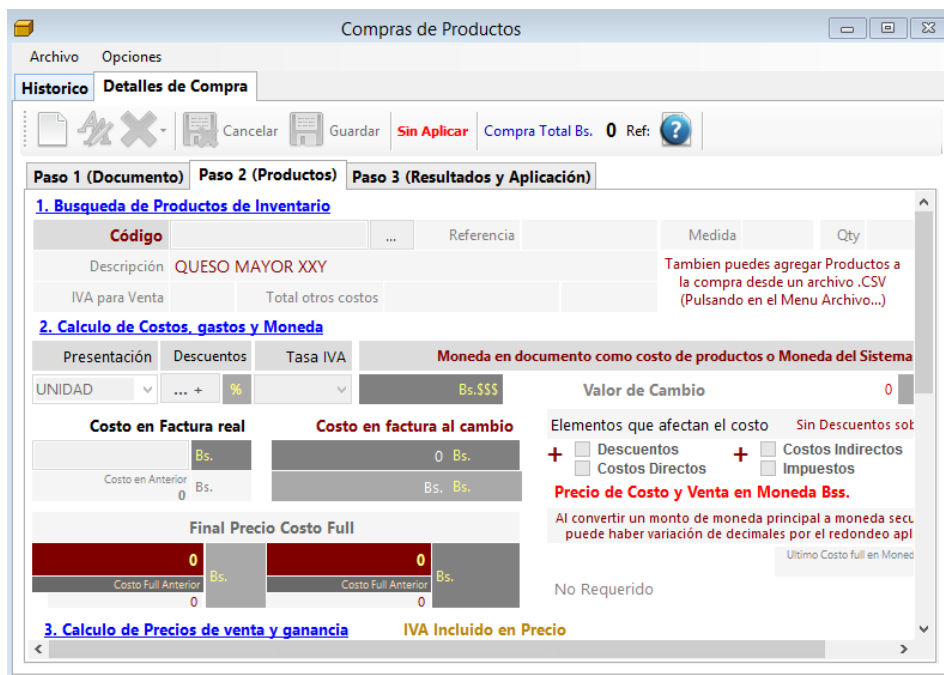 Compras de Productos
Archivo Opciones
Historico Detalles de Compra
Cancelar Guardar Sin Aplicar Compra Total Bs. 0 Ref: ?
Paso 1 (Documento) Paso 2 (Productos) Paso 3 (Resultados y Aplicación)
1. Busqueda de Productos de Inventario
Código ... Referencia Medida Qty
Descripción QUESO MAYOR XXY
Tambien puedes agregar Productos a
la compra desde un archivo .CSV
(Pulsando en el Menu Archivo...)
IVA para Venta Total otros costos
2. Calculo de Costos, gastos y Moneda
Presentación Descuentos Tasa IVA Moneda en documento como costo de productos o Moneda del Sistema
UNIDAD ... + % Bs.$$$ Valor de Cambio 0
Costo en Factura real Costo en factura al cambio
Bs. 0 Bs.
Costo en Anterior
0 Bs. Bs. Bs.
Elementos que afectan el costo Sin Descuentos sob
+ Descuentos + Costos Indirectos
Costos Directos Impuestos
Precio de Costo y Venta en Moneda Bss.
Al convertir un monto de moneda principal a moneda secu
puede haber variación de decimales por el redondeo apl
Ultimo Costo full en Moned
No Requerido
Final Precio Costo Full
0 Bs. 0 Bs.
Costo Full Anterior Costo Full Anterior
0 0
3. Calculo de Precios de venta y ganancia IVA Incluido en Precio